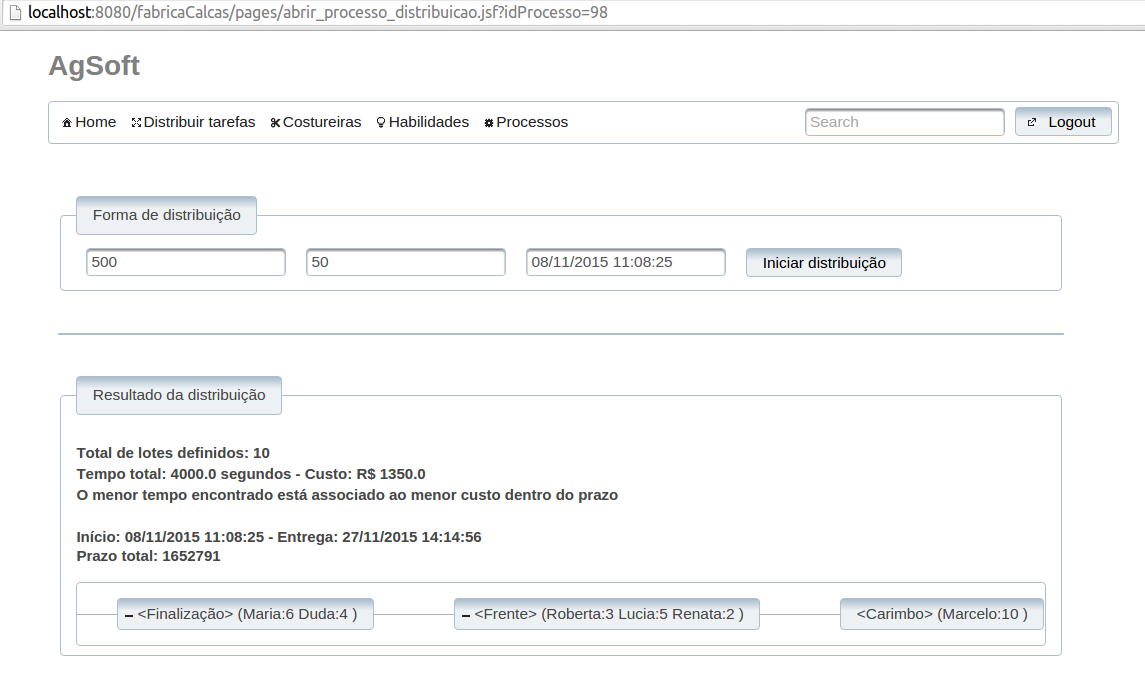 localhost:8080/fabricaCalcas/pages/abrir_processo_distribuicao.jsf?idProcesso=98
AgSoft
Home Distribuir tarefas Costureiras Habilidades Processos Search Logout
Forma de distribuição
500 50 08/11/2015 11:08:25 Iniciar distribuição
Resultado da distribuição
Total de lotes definidos: 10
Tempo total: 4000.0 segundos - Custo: R$ 1350.0
O menor tempo encontrado está associado ao menor custo dentro do prazo
Início: 08/11/2015 11:08:25 - Entrega: 27/11/2015 14:14:56
Prazo total: 1652791
<Finalização> (Maria:6 Duda:4 ) <Frente> (Roberta:3 Lucia:5 Renata:2 ) <Carimbo> (Marcelo:10 )